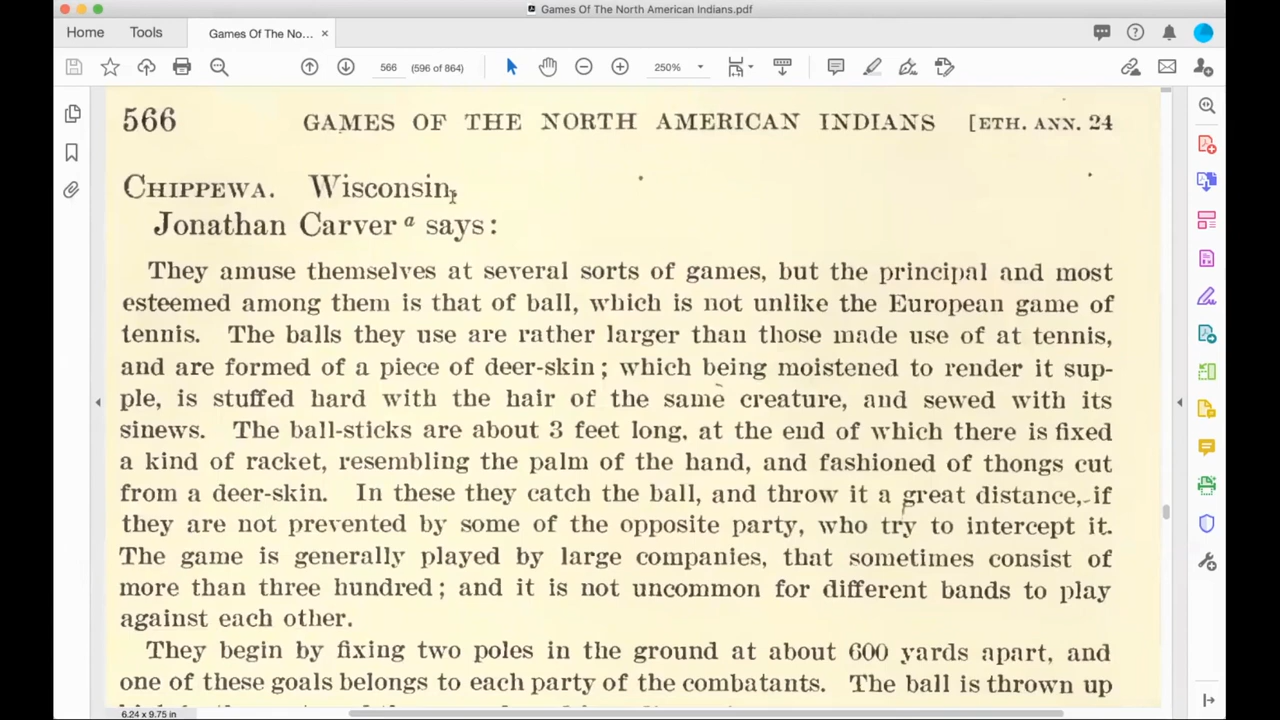 Games Of The North American Indians.pdf
Home
Tools
Games Of The No... ×
566 (596 of 864)
250%
566 GAMES OF THE NORTH AMERICAN INDIANS [ETH. ANN. 24
CHIPPEWA. Wisconsin.
Jonathan Carver a says:
They amuse themselves at several sorts of games, but the principal and most
esteemed among them is that of ball, which is not unlike the European game of
tennis. The balls they use are rather larger than those made use of at tennis,
and are formed of a piece of deer-skin; which being moistened to render it sup-
ple, is stuffed hard with the hair of the same creature, and sewed with its
sinews. The ball-sticks are about 3 feet long, at the end of which there is fixed
a kind of racket, resembling the palm of the hand, and fashioned of thongs cut
from a deer-skin. In these they catch the ball, and throw it a great distance, if
they are not prevented by some of the opposite party, who try to intercept it.
The game is generally played by large companies, that sometimes consist of
more than three hundred; and it is not uncommon for different bands to play
against each other.
They begin by fixing two poles in the ground at about 600 yards apart, and
one of these goals belongs to each party of the combatants. The ball is thrown up
6.24 x 9.75 in